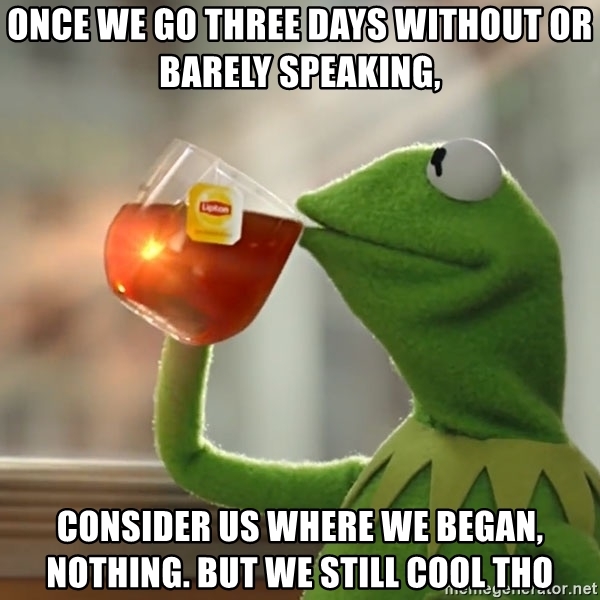 ONCE WE GO THREE DAYS WITHOUT OR
BARELY SPEAKING,
Lipton
CONSIDER US WHERE WE BEGAN,
NOTHING. BUT WE STILL COOL THO
memegenerator.net